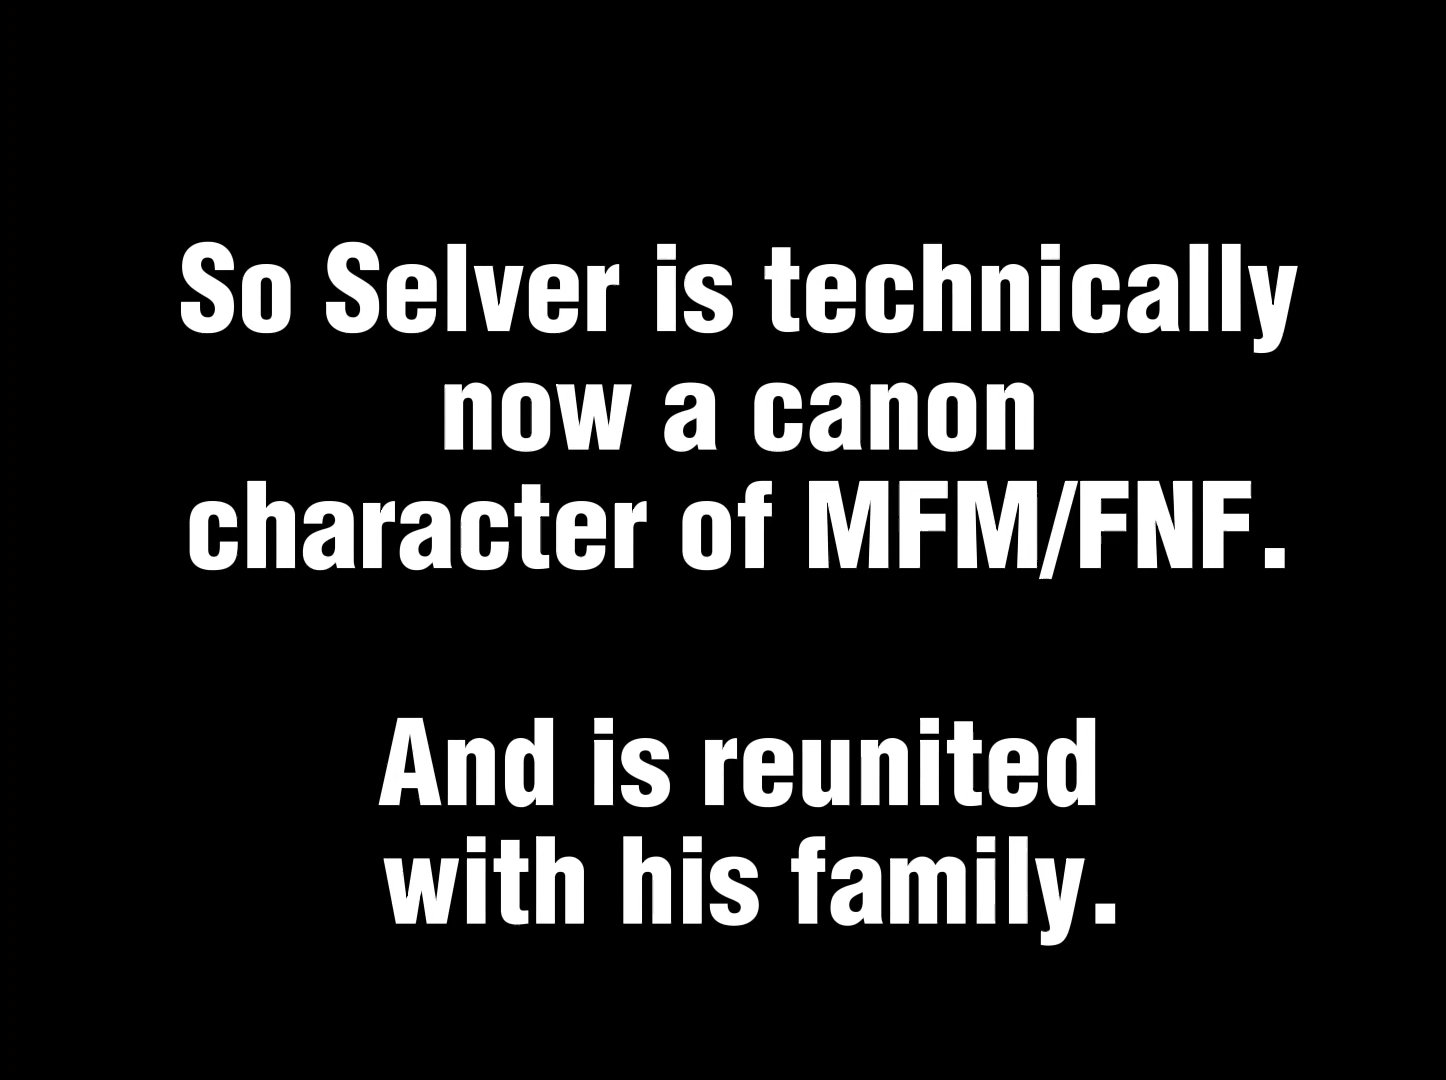 So Selver is technically
now a canon
character of MFM/FNF.
And is reunited
with his family.